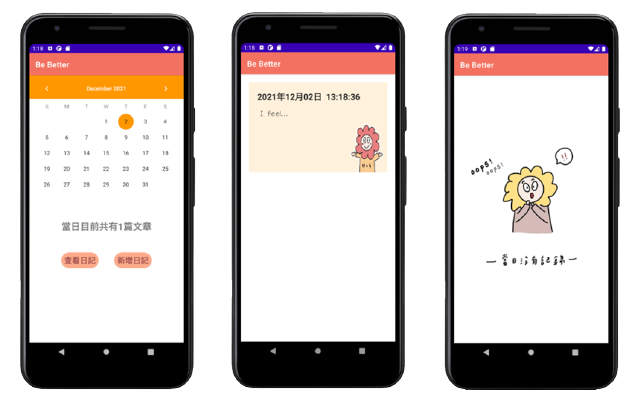 1:18
Be Better
December 2021
S M T W T F S
1 2 3 4
5 6 7 8 9 10 11
12 13 14 15 16 17 18
19 20 21 22 23 24 25
26 27 28 29 30 31
當日目前共有1篇文章
查看日記 新增日記
1:18
Be Better
2021年12月02日 13:18:36
I feel...
1:19
Be Better
oops!
oops!
!!
一當日沒有記錄一